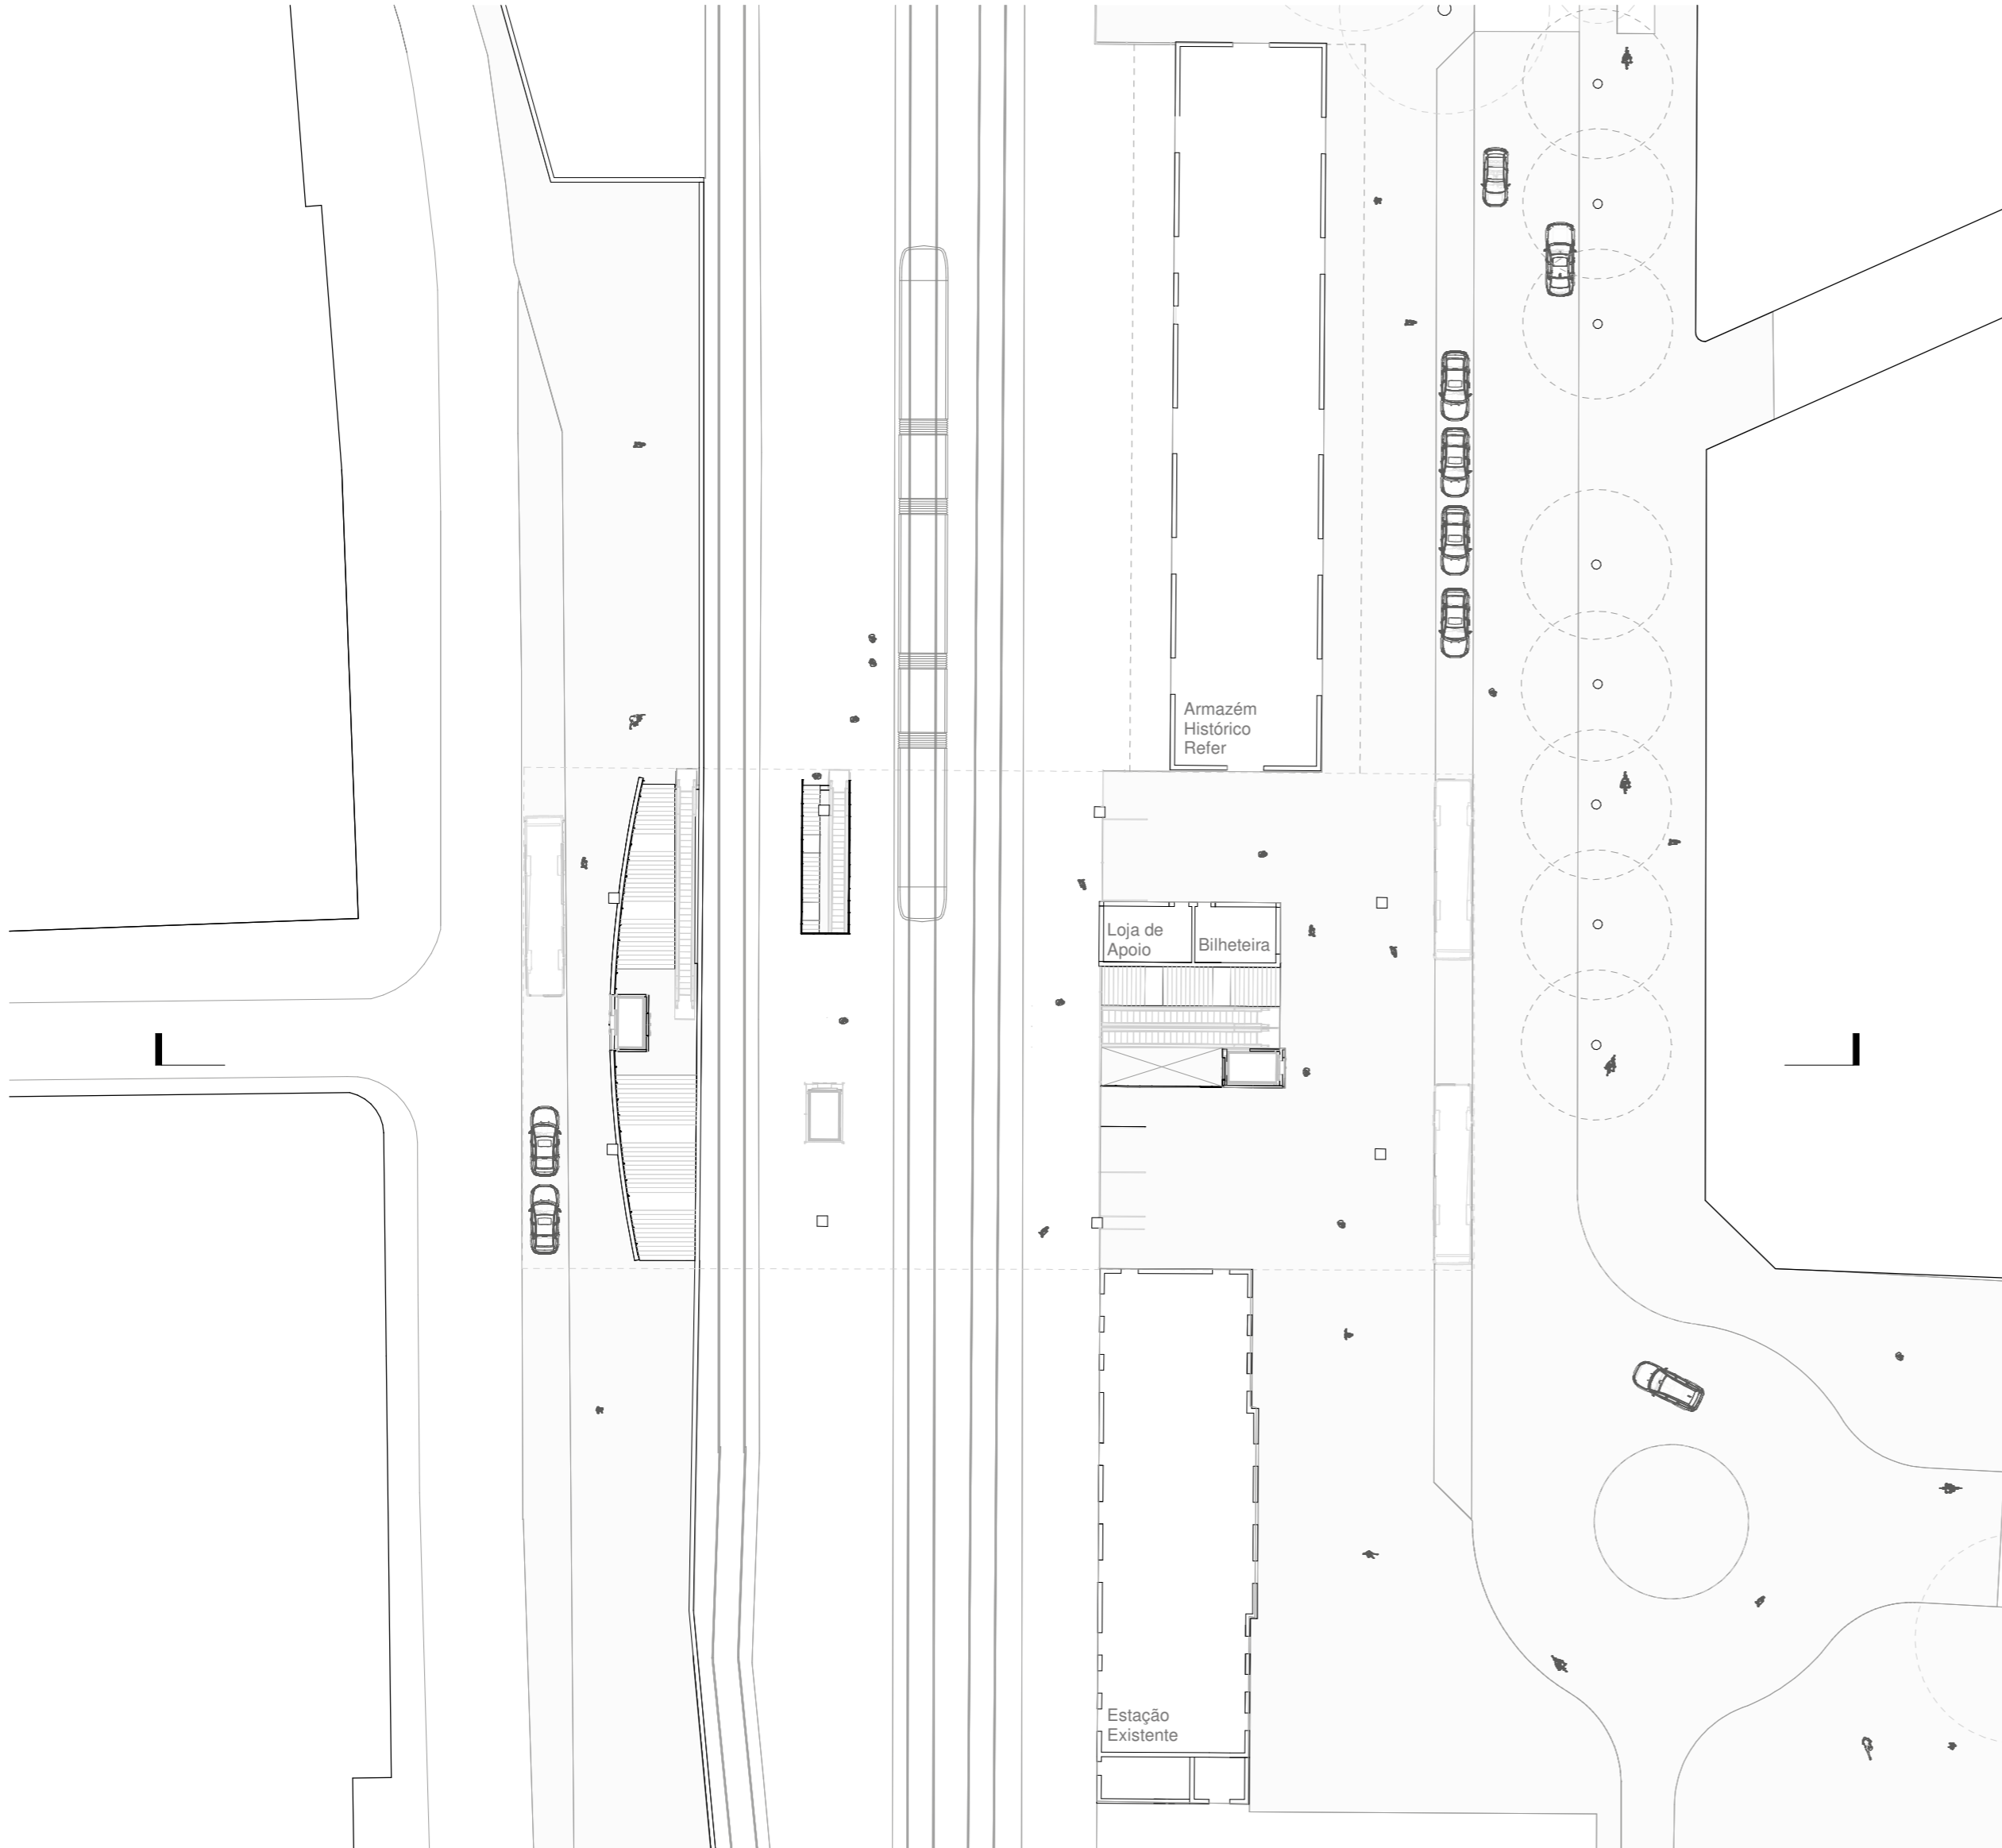 Armazém
Histórico
Refer
Loja de
Apoio
Bilheteira
Estação
Existente